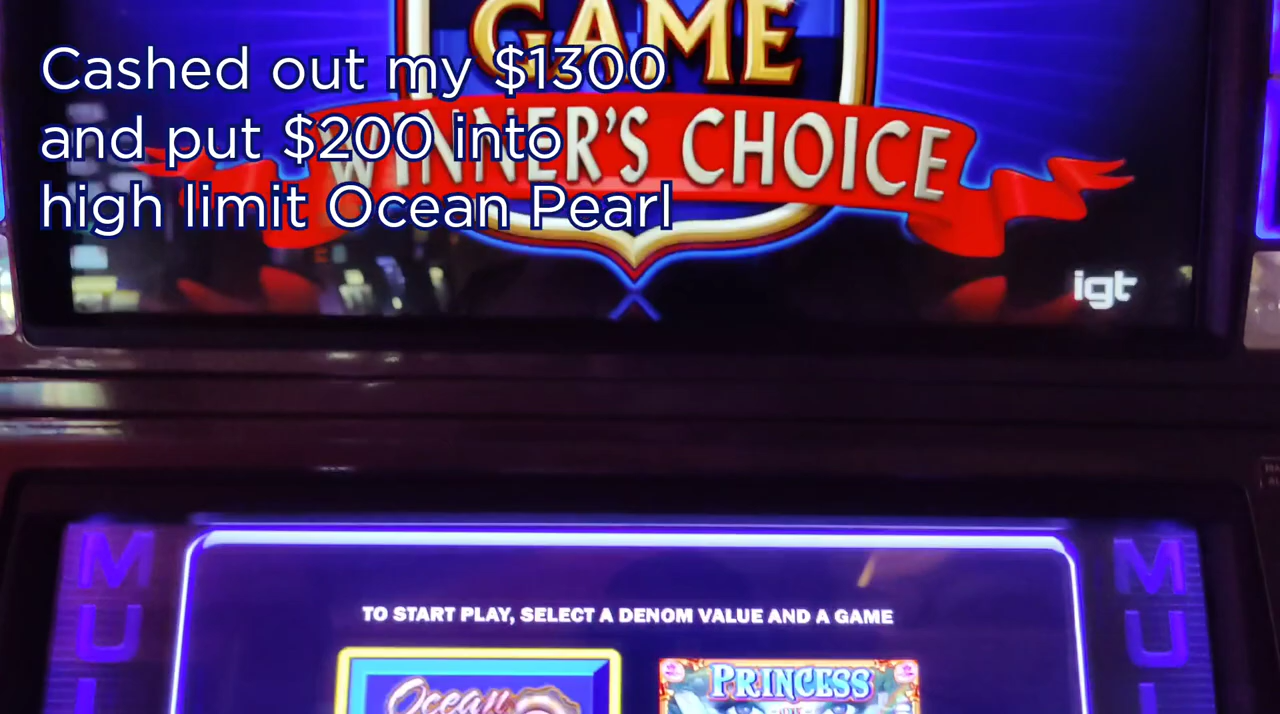 GAME
Cashed out my $1300
and put $200 into
high limit Ocean Pearl
WINNER'S CHOICE
igt
M
U
TO START PLAY, SELECT A DENOM VALUE AND A GAME
M
U
Ocean
PRINCESS